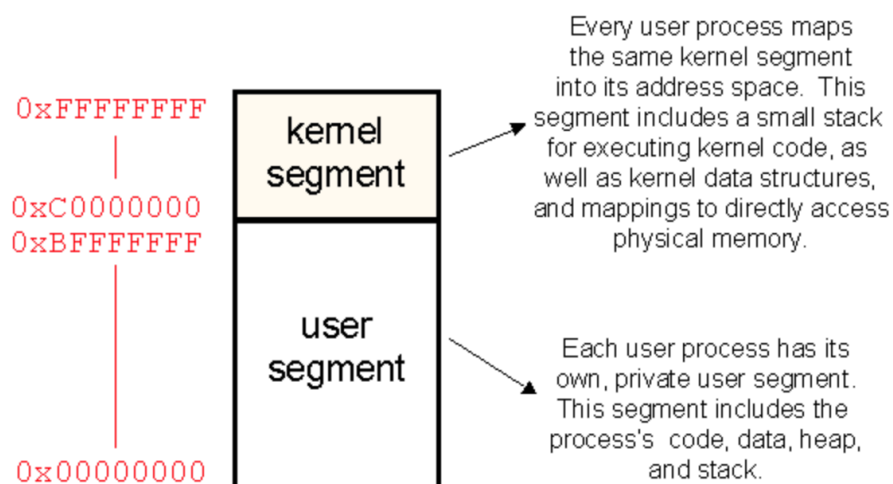 Every user process maps
the same kernel segment
into its address space. This
segment includes a small stack
for executing kernel code, as
well as kernel data structures,
and mappings to directly access
physical memory.
0xFFFFFFFF
kernel
segment
0xC0000000
0xBFFFFFFF
user
segment
Each user process has its
own, private user segment.
This segment includes the
process's code, data, heap,
and stack.
0x00000000